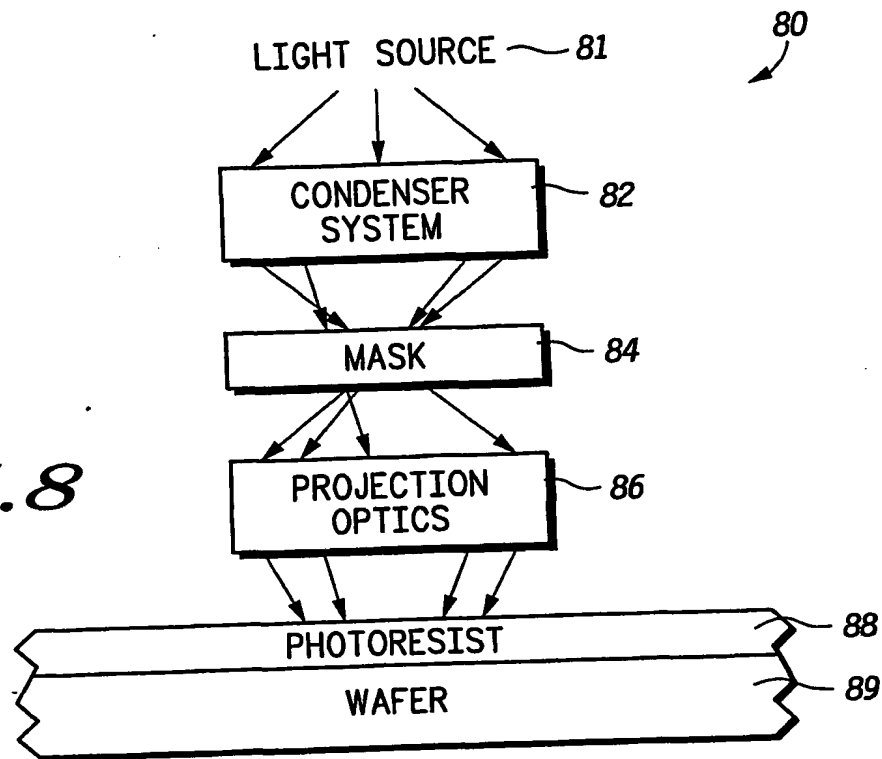 80
LIGHT SOURCE 81
CONDENSER
SYSTEM
82
MASK
84
.8
PROJECTION
OPTICS
86
PHOTORESIST
88
WAFER
89